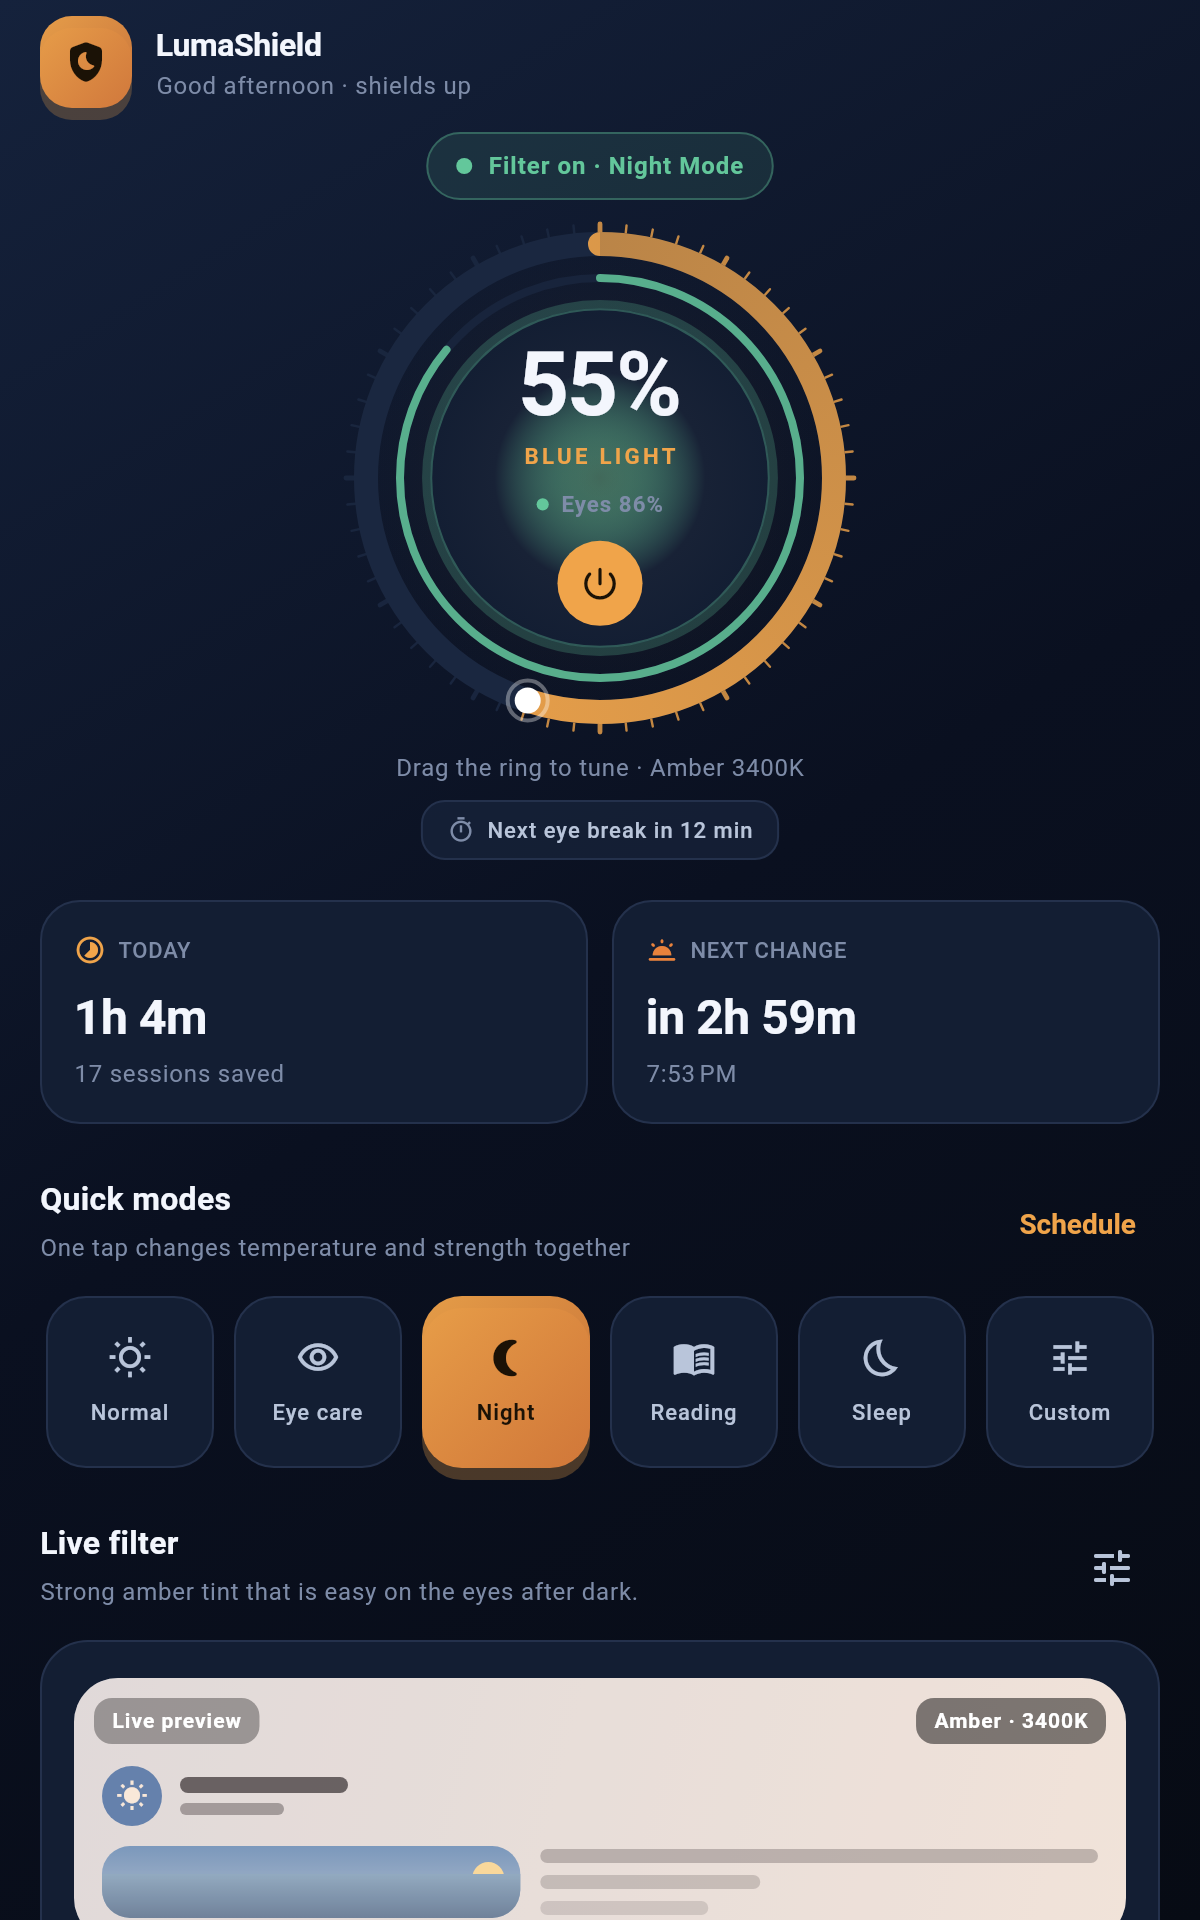 LumaShield
Good afternoon · shields up
Filter on · Night Mode
55%
BLUE LIGHT
Eyes 86%
Drag the ring to tune · Amber 3400K
Next eye break in 12 min
TODAY
1h 4m
17 sessions saved
NEXT CHANGE
in 2h 59m
7:53 PM
Quick modes
One tap changes temperature and strength together
Schedule
Normal
Eye care
Night
Reading
Sleep
Custom
Live filter
Strong amber tint that is easy on the eyes after dark.
Live preview
Amber · 3400K